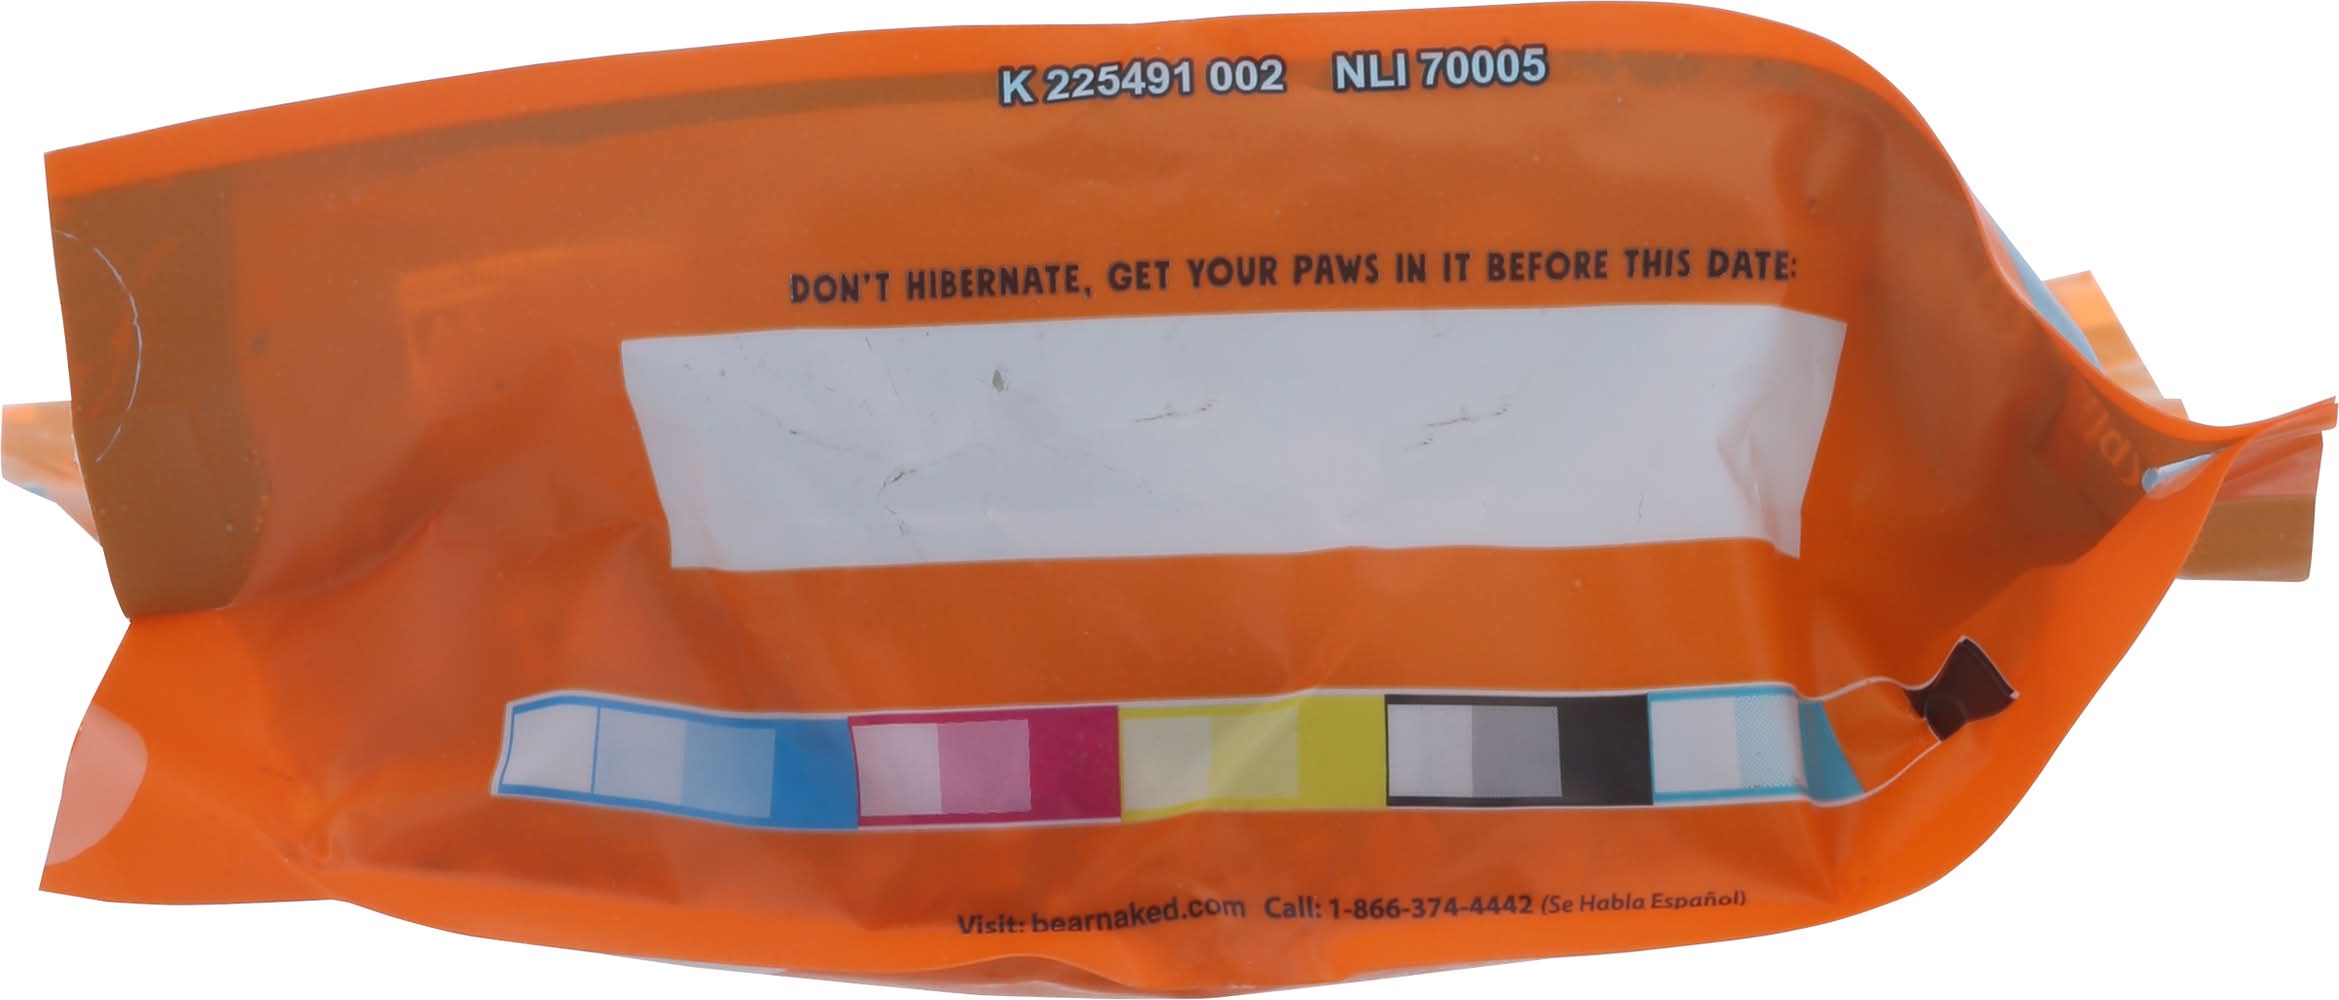 K 225491 002 NLI 70005
DON'T HIBERNATE, GET YOUR PAWS IN IT BEFORE THIS DATE:
Visit: bearnaked.com Call: 1-866-374-4442 (Se Habla Español)